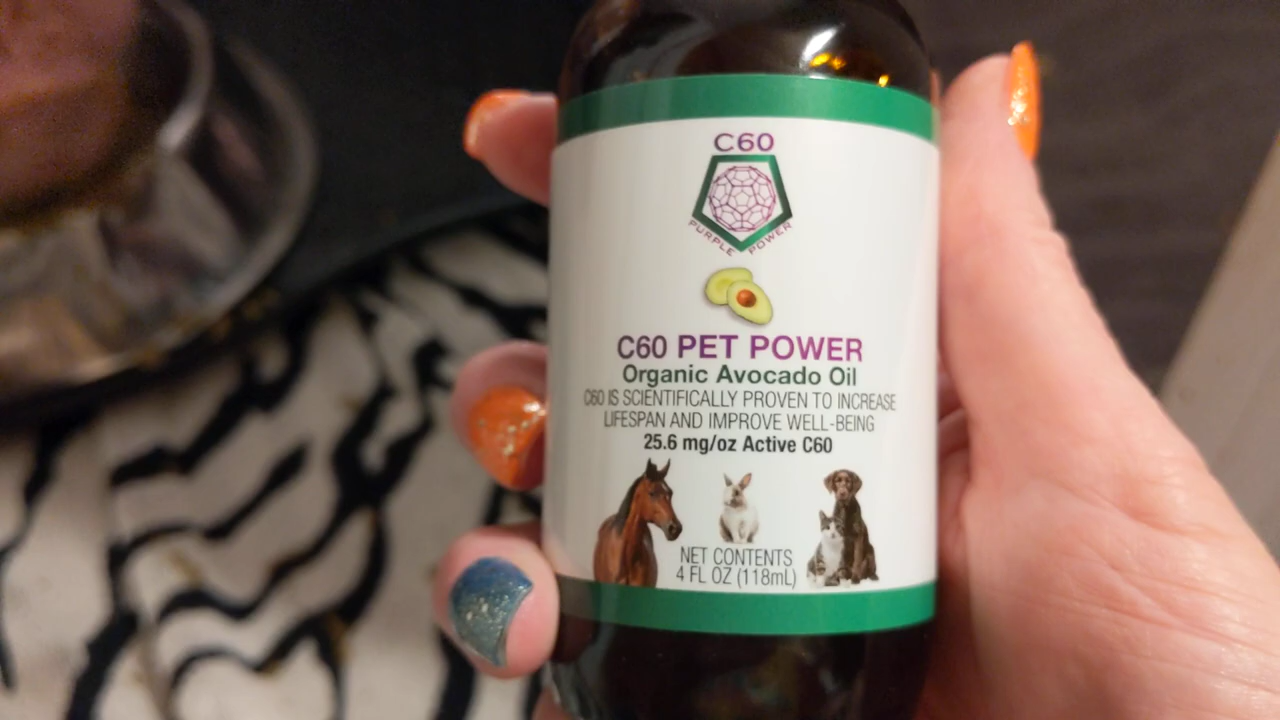 C60
PURPLE POWER
C60 PET POWER
Organic Avocado Oil
C60 IS SCIENTIFICALLY PROVEN TO INCREASE
LIFESPAN AND IMPROVE WELL-BEING
25.6 mg/oz Active C60
NET CONTENTS
4 FL OZ (118mL)